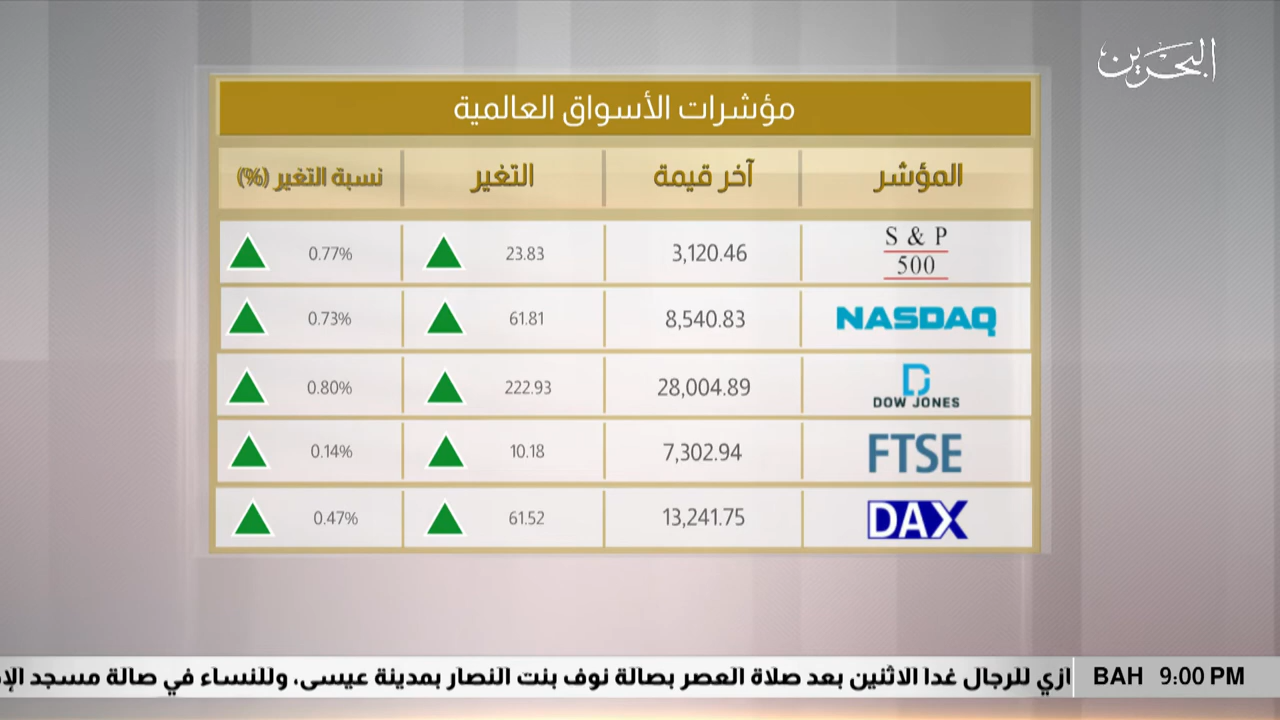 البحرين
مؤشرات الأسواق العالمية
المؤشر آخر قيمة التغير نسبة التغير (%)
S & P 500 3,120.46 23.83 0.77%
NASDAQ 8,540.83 61.81 0.73%
DOW JONES 28,004.89 222.93 0.80%
FTSE 7,302.94 10.18 0.14%
DAX 13,241.75 61.52 0.47%
BAH 9:00 PM
ازي للرجال غدا الاثنين بعد صلاة العصر بصالة نوف بنت النصار بمدينة عيسى، وللنساء في صالة مسجد الإ